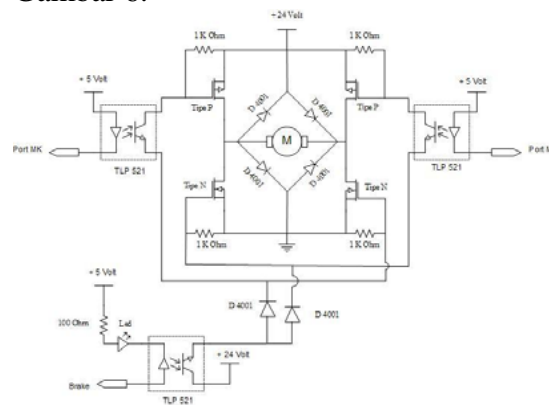 Gambar 6.
+ 24 Volt
1 K Ohm
1 K Ohm
+ 5 Volt
+ 5 Volt
Tipe P
D 4001
D 4001
Tipe P
Port MK
M
Port M
TLP 521
TLP 521
Tipe N
D 4001
D 4001
Tipe N
1 K Ohm
1 K Ohm
+ 5 Volt
D 4001
D 4001
100 Ohm
Led
+ 24 Volt
Brake
TLP 521